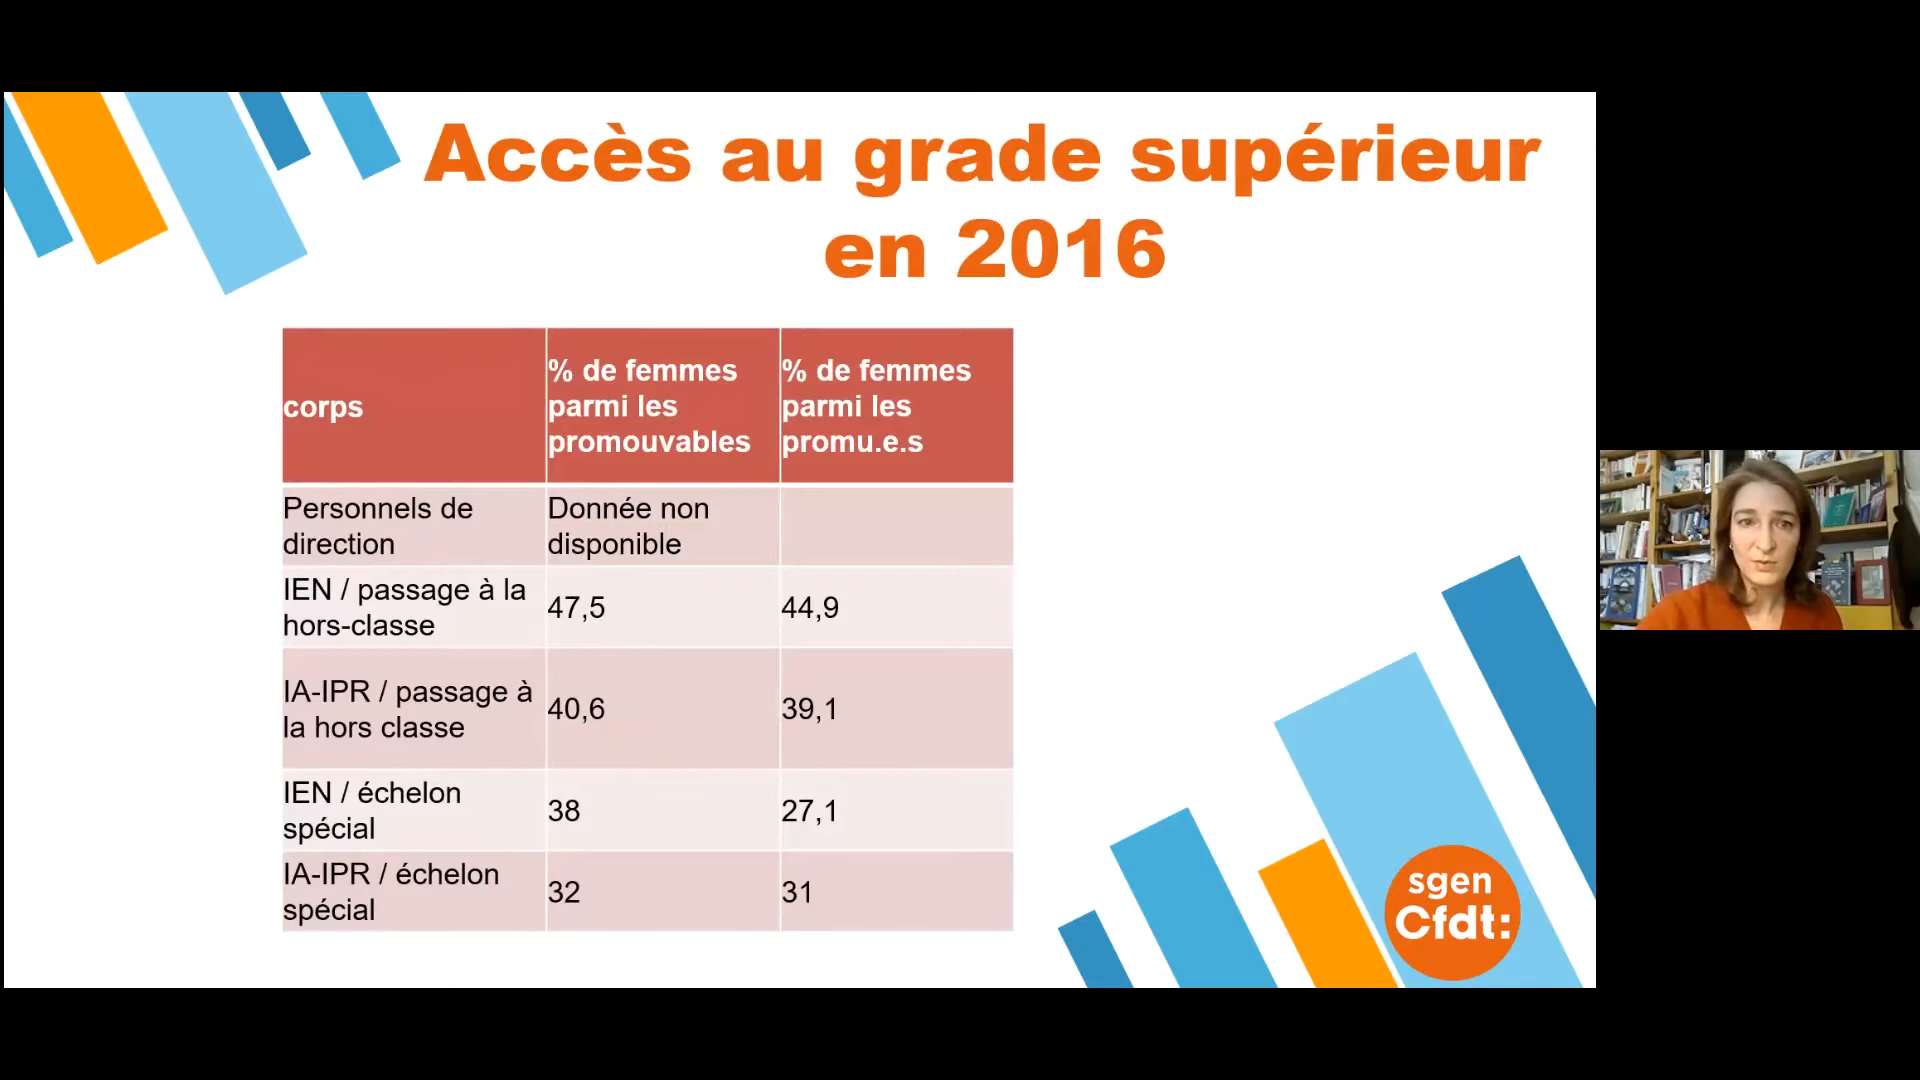 Accès au grade supérieur
en 2016
corps
% de femmes
parmi les
promouvables
% de femmes
parmi les
promu.e.s
Personnels de
direction
Donnée non
disponible
IEN / passage à la
hors-classe
47,5
44,9
IA-IPR / passage à
la hors classe
40,6
39,1
IEN / échelon
spécial
38
27,1
IA-IPR / échelon
spécial
32
31
sgen
Cfdt: